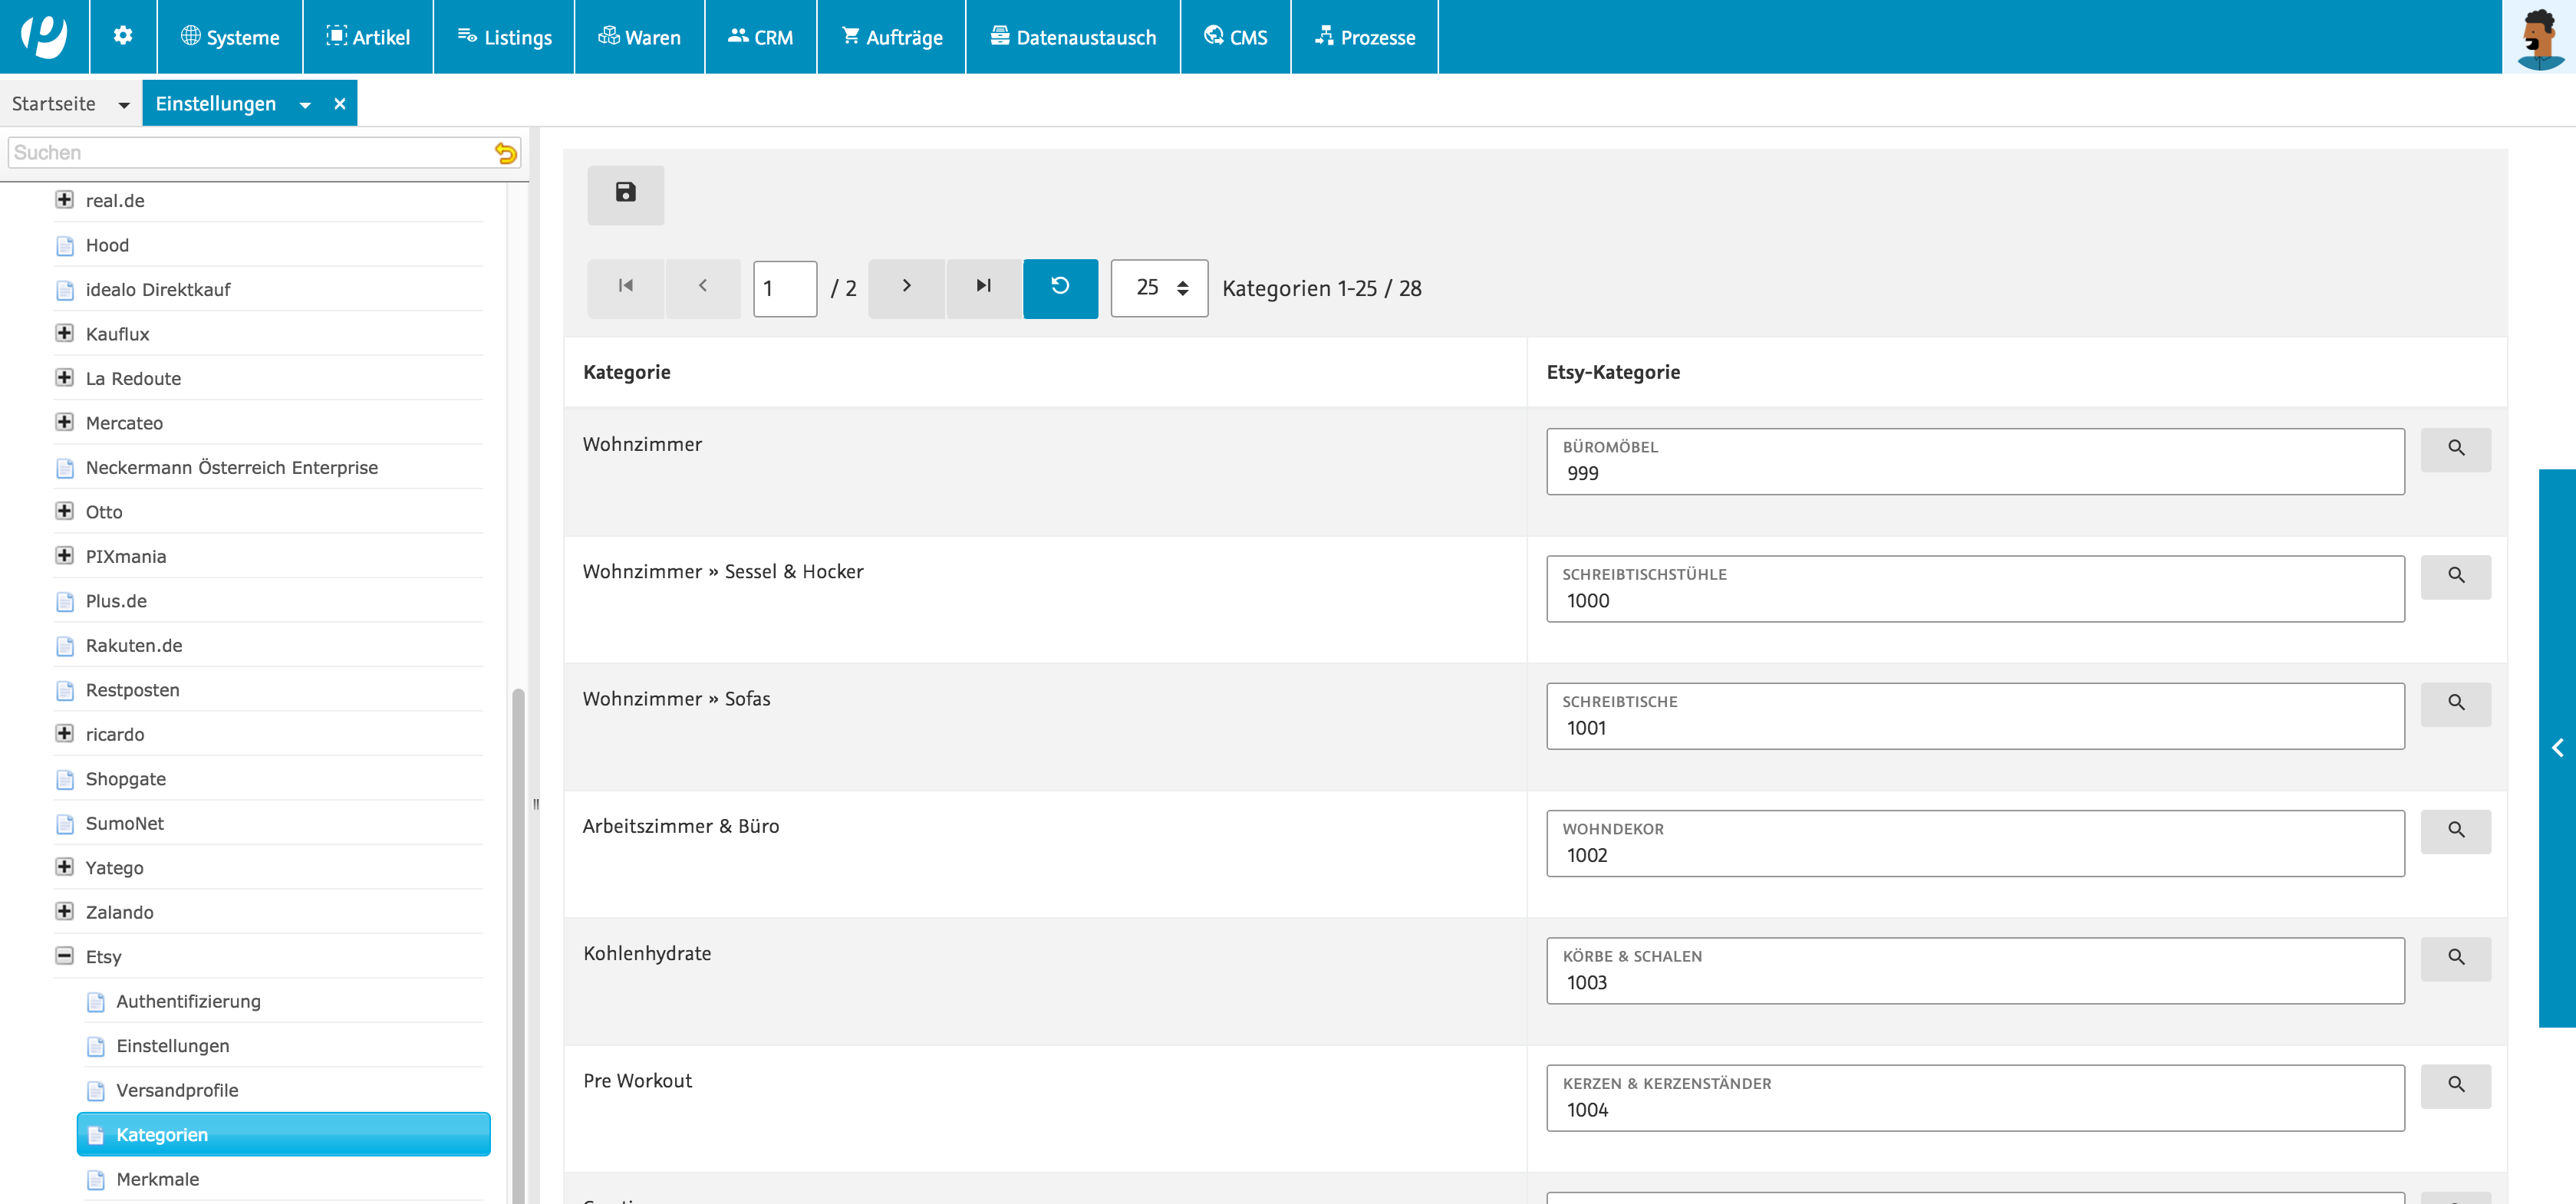 Systeme
Artikel
Listings
Waren
CRM
Aufträge
Datenaustausch
CMS
Prozesse
Startseite
Einstellungen
Suchen
real.de
Hood
idealo Direktkauf
Kauflux
La Redoute
Mercateo
Neckermann Österreich Enterprise
Otto
PIXmania
Plus.de
Rakuten.de
Restposten
ricardo
Shopgate
SumoNet
Yatego
Zalando
Etsy
Authentifizierung
Einstellungen
Versandprofile
Kategorien
Merkmale
1 / 2
25
Kategorien 1-25 / 28
Kategorie
Etsy-Kategorie
Wohnzimmer
BÜROMÖBEL
999
Wohnzimmer » Sessel & Hocker
SCHREIBTISCHSTÜHLE
1000
Wohnzimmer » Sofas
SCHREIBTISCHE
1001
Arbeitszimmer & Büro
WOHNDEKOR
1002
Kohlenhydrate
KÖRBE & SCHALEN
1003
Pre Workout
KERZEN & KERZENSTÄNDER
1004